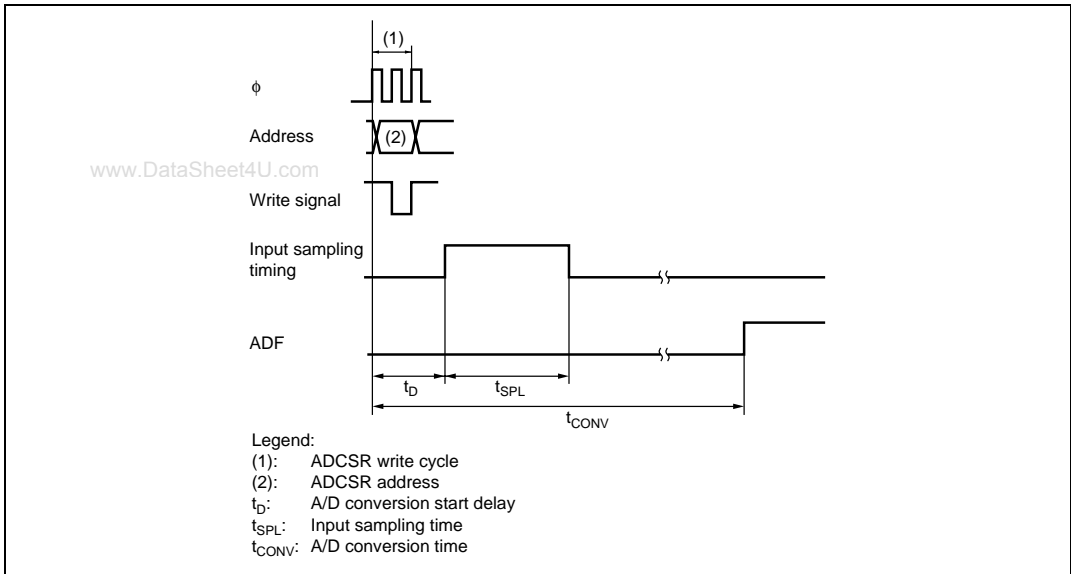 (1)
ϕ
Address
(2)
www.DataSheet4U.com
Write signal
Input sampling
timing
ADF
tD
tSPL
tCONV
Legend:
(1): ADCSR write cycle
(2): ADCSR address
tD: A/D conversion start delay
tSPL: Input sampling time
tCONV: A/D conversion time